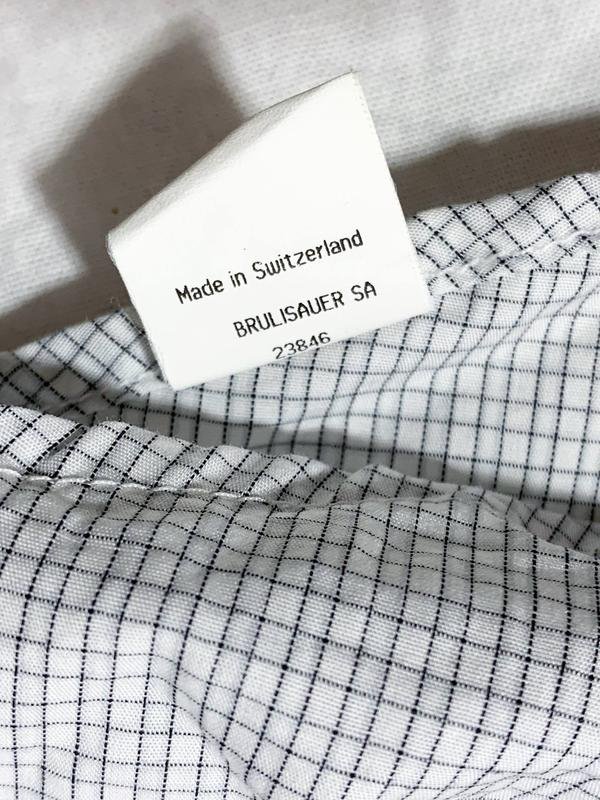 Made in Switzerland
BRULISAUER SA
23846